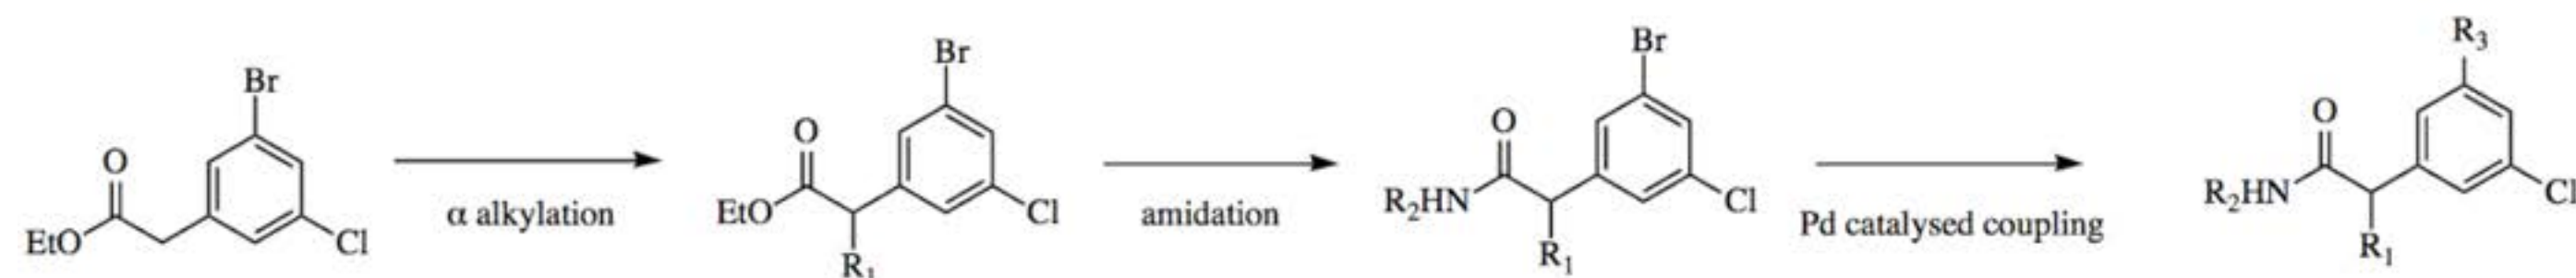 Br
O
EtO
Cl
α alkylation
Br
O
EtO
Cl
R₁
amidation
Br
O
R₂HN
Cl
R₁
Pd catalysed coupling
R₃
O
R₂HN
Cl
R₁